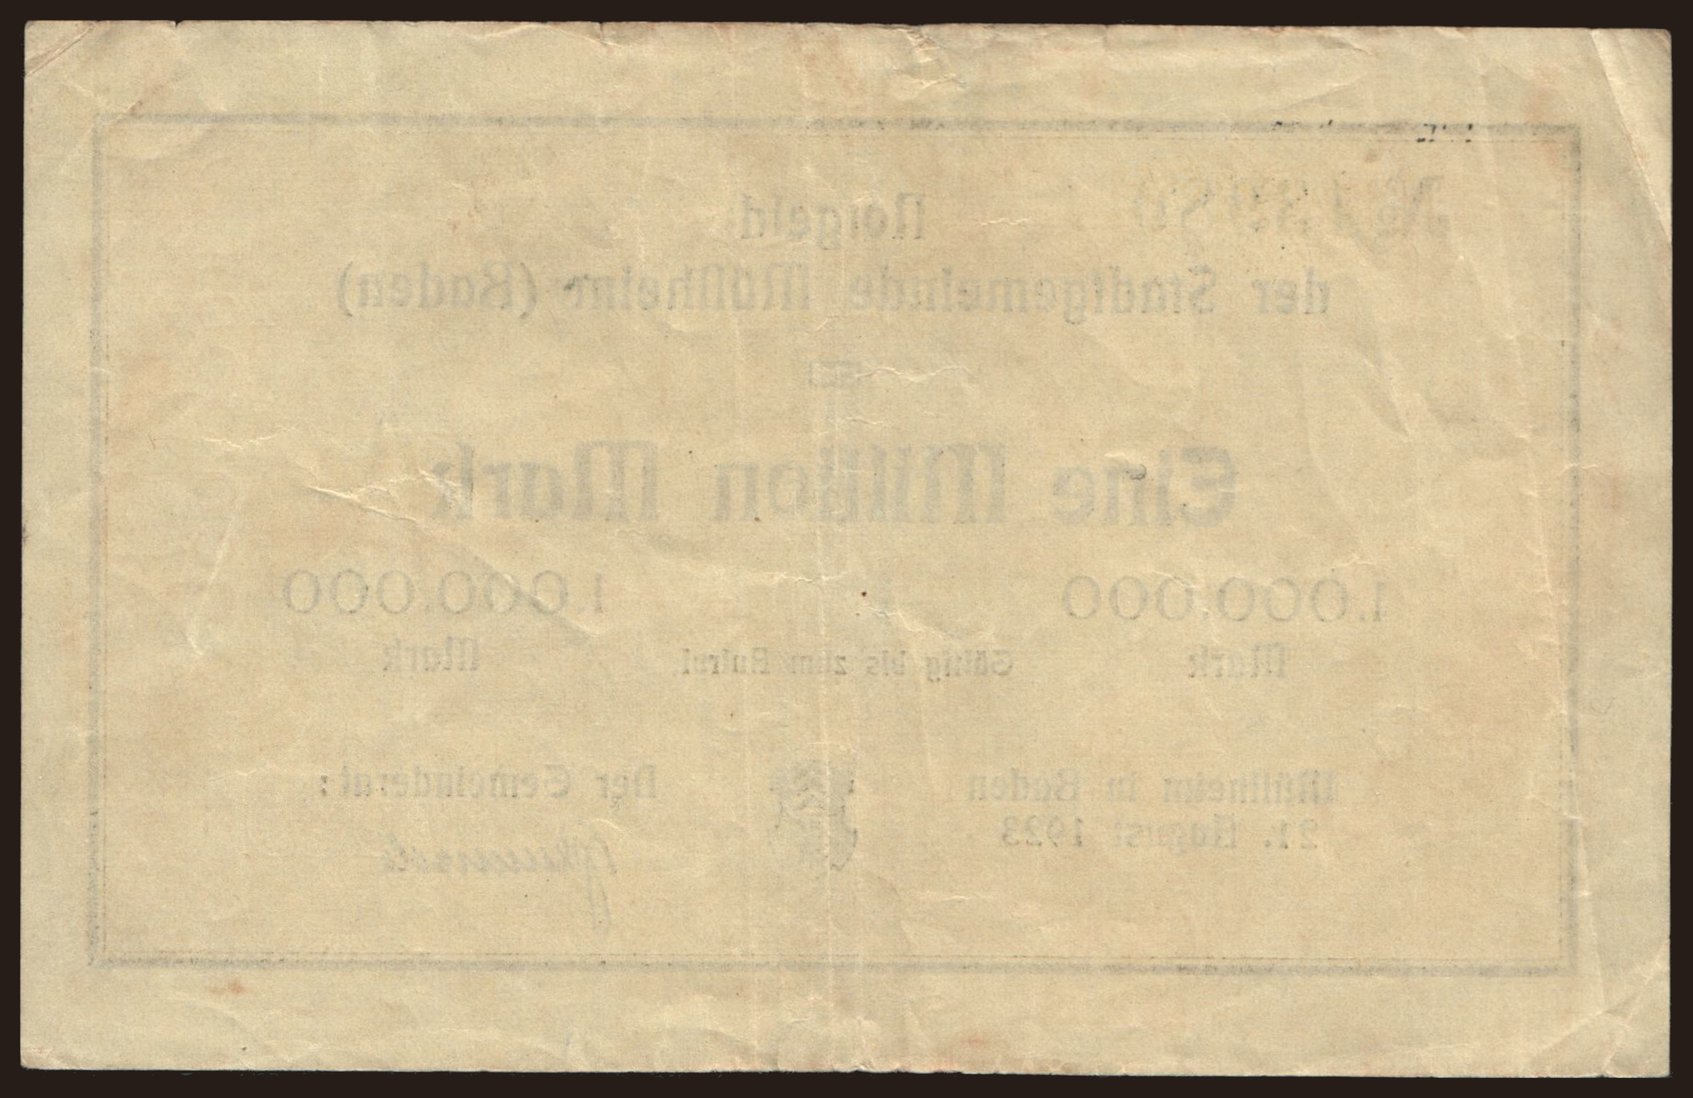 Notgeld
der Stadtgemeinde Müllheim (Baden)
Eine Million Mark
1.000.000 1.000.000
Mark Gültig bis zum Aufruf Mark
Müllheim in Baden Der Gemeinderat:
21. August 1923